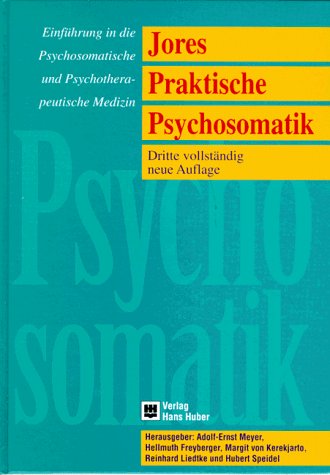 Einführung in die
Psychosomatische
und Psychothera-
peutische Medizin
Jores
Praktische
Psychosomatik
Dritte vollständig
neue Auflage
Psycho
somatik
Verlag
Hans Huber
Herausgeber: Adolf-Ernst Meyer,
Hellmuth Freyberger, Margit von Kerekjarto,
Reinhard Liedtke und Hubert Speidel